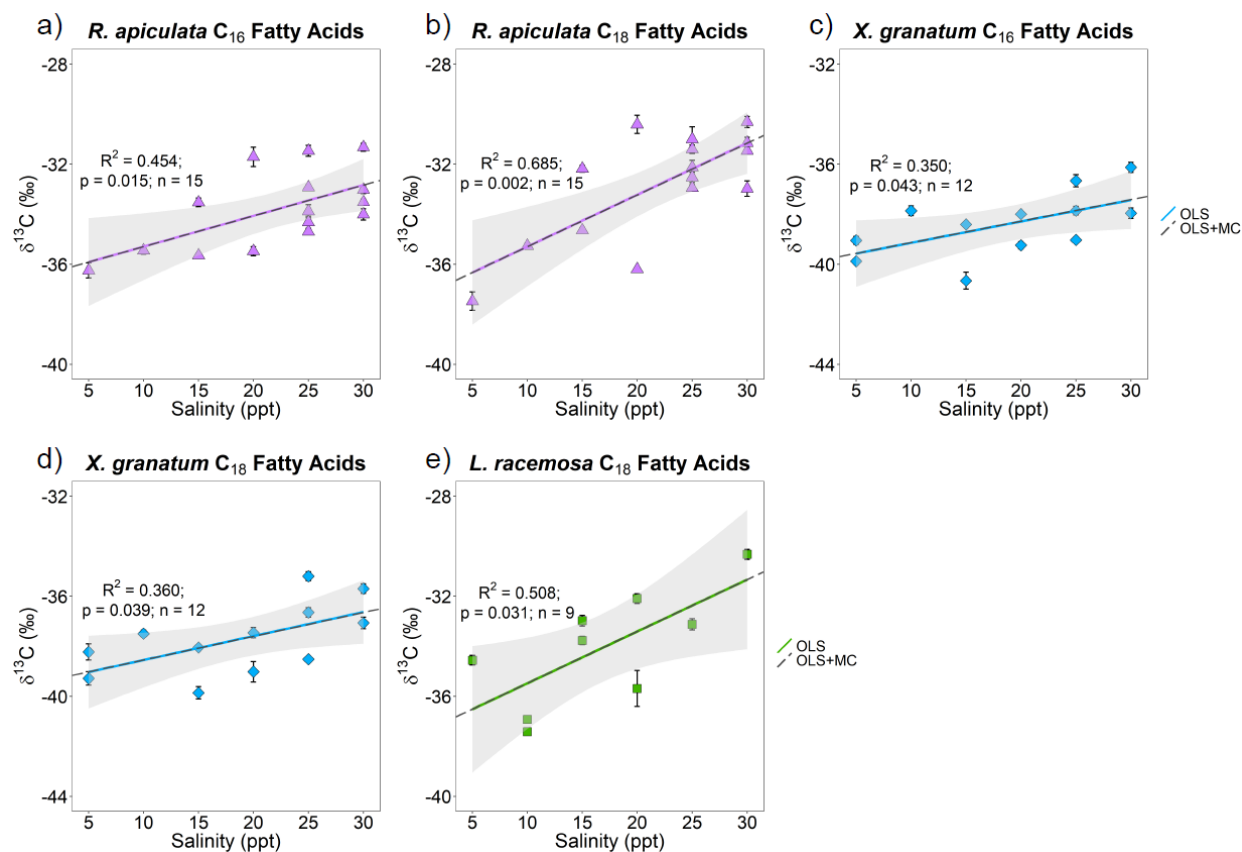 a) R. apiculata C₁₆ Fatty Acids
-28
-32
-36
-40
δ¹³C (‰)
R² = 0.454;
p = 0.015; n = 15
5 10 15 20 25 30
Salinity (ppt)
b) R. apiculata C₁₈ Fatty Acids
-28
-32
-36
-40
δ¹³C (‰)
R² = 0.685;
p = 0.002; n = 15
5 10 15 20 25 30
Salinity (ppt)
c) X. granatum C₁₆ Fatty Acids
-32
-36
-40
-44
δ¹³C (‰)
R² = 0.350;
p = 0.043; n = 12
5 10 15 20 25 30
Salinity (ppt)
OLS
OLS+MC
d) X. granatum C₁₈ Fatty Acids
-32
-36
-40
-44
δ¹³C (‰)
R² = 0.360;
p = 0.039; n = 12
5 10 15 20 25 30
Salinity (ppt)
e) L. racemosa C₁₈ Fatty Acids
-28
-32
-36
-40
δ¹³C (‰)
R² = 0.508;
p = 0.031; n = 9
5 10 15 20 25 30
Salinity (ppt)
OLS
OLS+MC